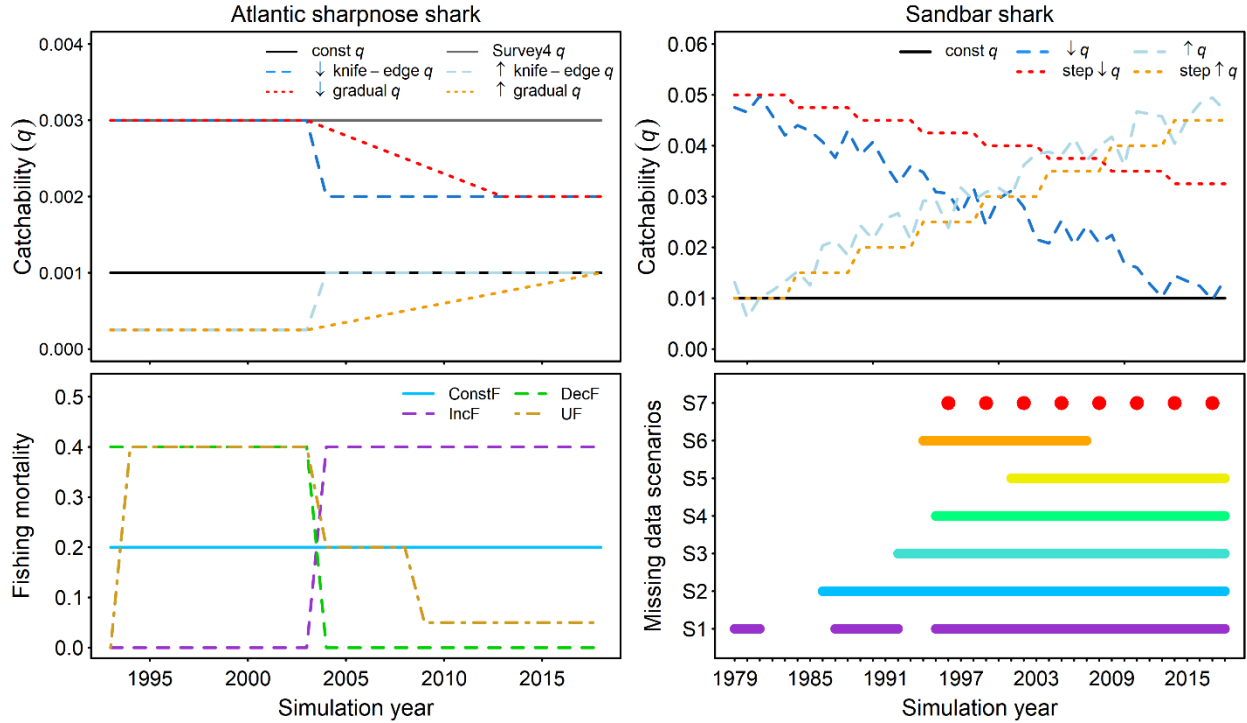 Atlantic sharpnose shark
Sandbar shark
Catchability (q)
0.004
0.003
0.002
0.001
0.000
const q
Survey4 q
↓ knife – edge q
↑ knife – edge q
↓ gradual q
↑ gradual q
Catchability (q)
0.06
0.05
0.04
0.03
0.02
0.01
0.00
const q
↓ q
↑ q
step ↓ q
step ↑ q
Fishing mortality
0.5
0.4
0.3
0.2
0.1
0.0
ConstF
DecF
IncF
UF
1995
2000
2005
2010
2015
Simulation year
Missing data scenarios
S7
S6
S5
S4
S3
S2
S1
1979
1985
1991
1997
2003
2009
2015
Simulation year